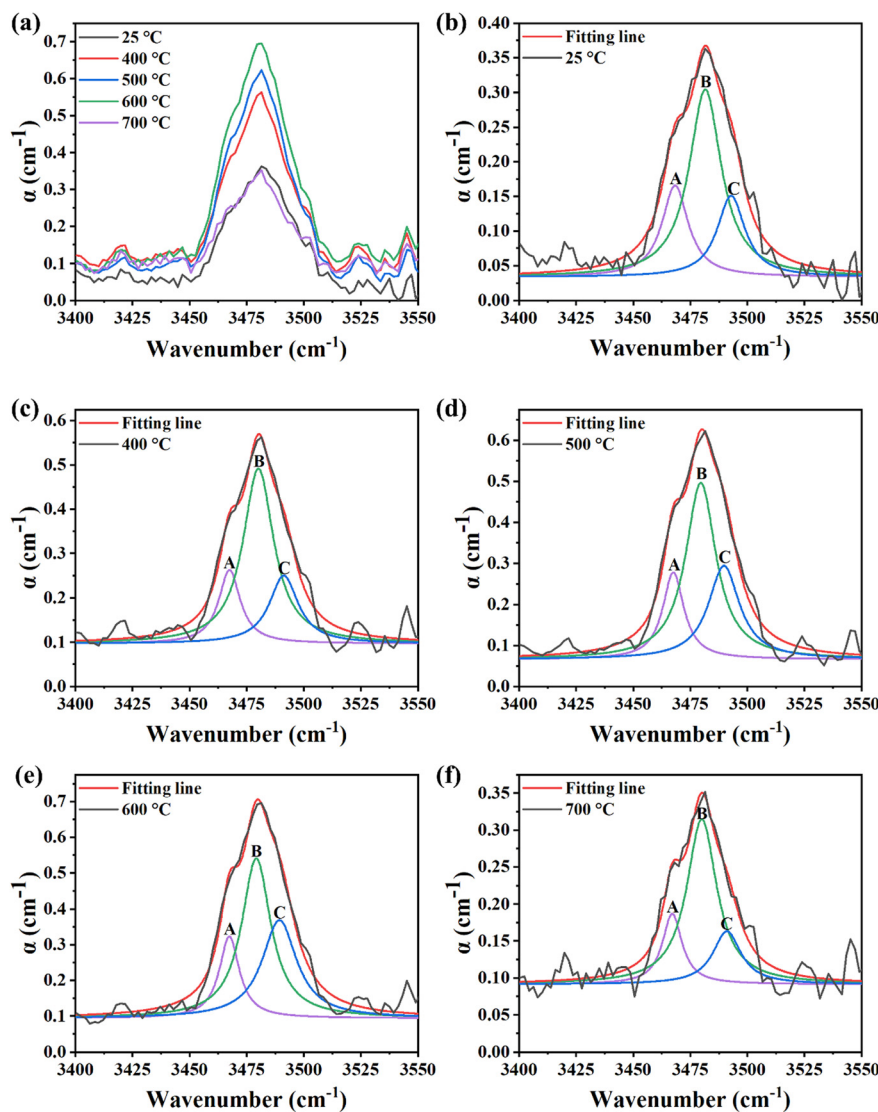 (a)
25 °C
400 °C
500 °C
600 °C
700 °C
0.7
0.6
0.5
0.4
0.3
0.2
0.1
0.0
α (cm⁻¹)
3400 3425 3450 3475 3500 3525 3550
Wavenumber (cm⁻¹)
(b)
Fitting line
25 °C
A
B
C
0.40
0.35
0.30
0.25
0.20
0.15
0.10
0.05
0.00
α (cm⁻¹)
3400 3425 3450 3475 3500 3525 3550
Wavenumber (cm⁻¹)
(c)
Fitting line
400 °C
A
B
C
0.6
0.5
0.4
0.3
0.2
0.1
0.0
α (cm⁻¹)
3400 3425 3450 3475 3500 3525 3550
Wavenumber (cm⁻¹)
(d)
Fitting line
500 °C
A
B
C
0.6
0.5
0.4
0.3
0.2
0.1
0.0
α (cm⁻¹)
3400 3425 3450 3475 3500 3525 3550
Wavenumber (cm⁻¹)
(e)
Fitting line
600 °C
A
B
C
0.7
0.6
0.5
0.4
0.3
0.2
0.1
0.0
α (cm⁻¹)
3400 3425 3450 3475 3500 3525 3550
Wavenumber (cm⁻¹)
(f)
Fitting line
700 °C
A
B
C
0.35
0.30
0.25
0.20
0.15
0.10
0.05
0.00
α (cm⁻¹)
3400 3425 3450 3475 3500 3525 3550
Wavenumber (cm⁻¹)